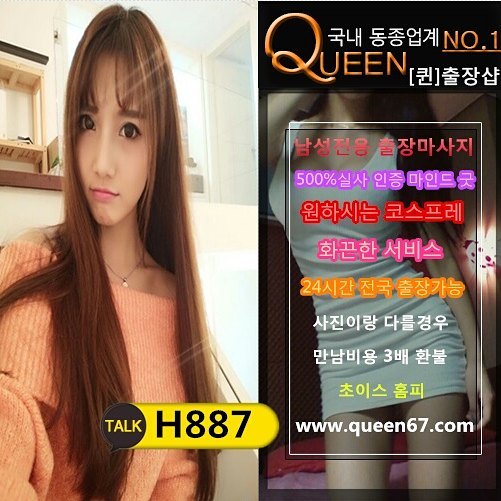 국내 동종업계 NO.1
QUEEN [퀸]출장샵
남성전용 출장마사지
500%실사 인증 마인드 굿
원하시는 코스프레
화끈한 서비스
24시간 전국 출장가능
사진이랑 다를경우
만남비용 3배 환불
초이스 홈피
www.queen67.com
TALK H887